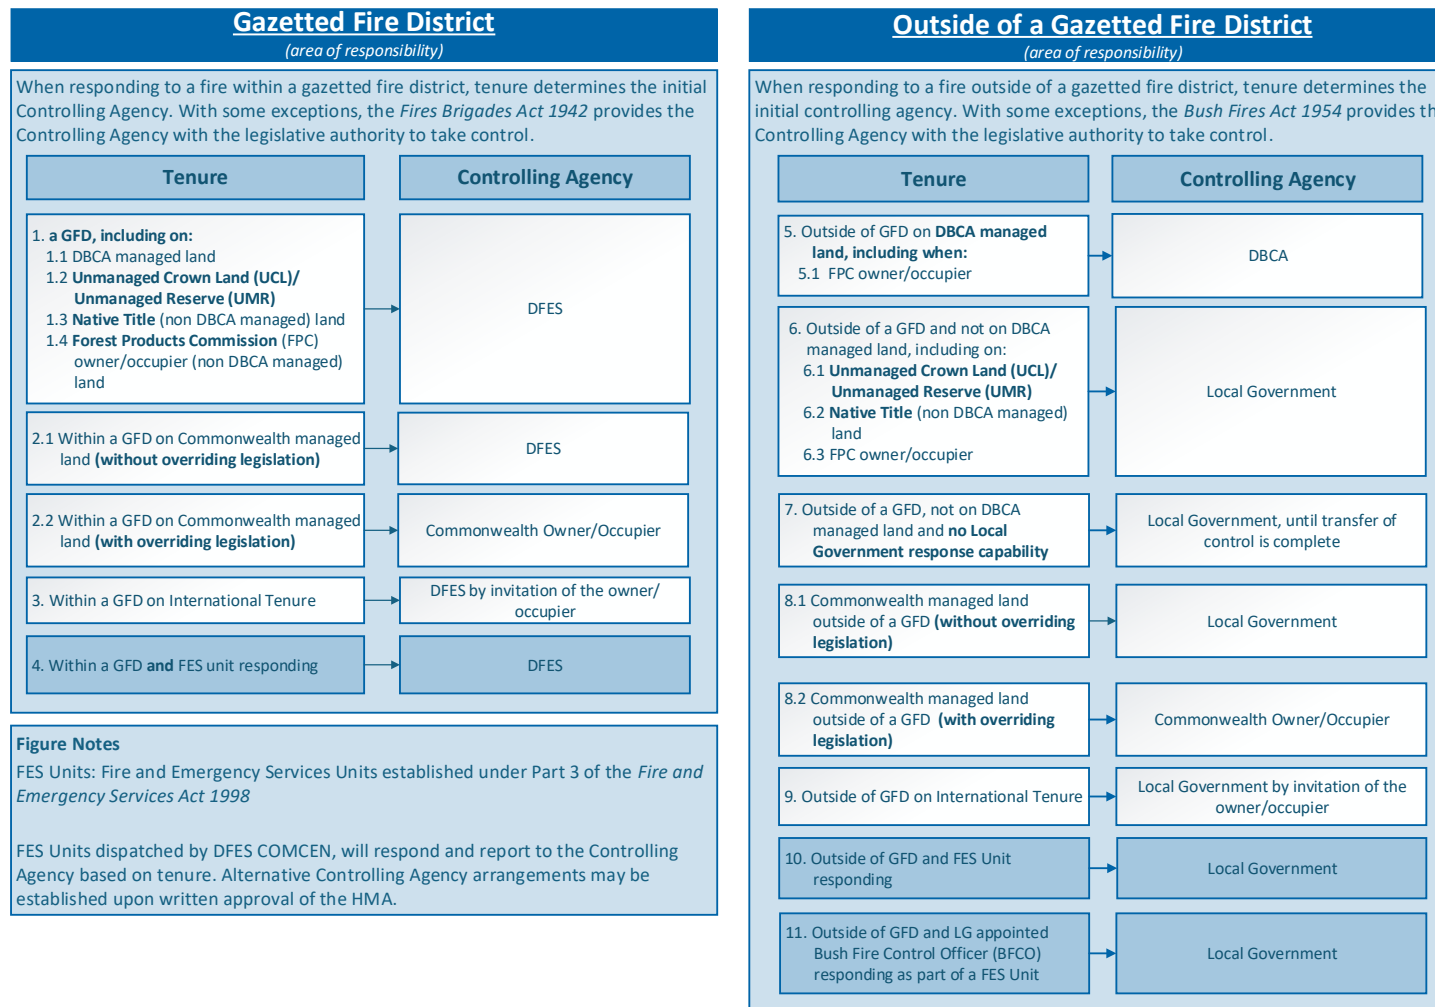 Gazetted Fire District
(area of responsibility)
When responding to a fire within a gazetted fire district, tenure determines the initial
Controlling Agency. With some exceptions, the Fires Brigades Act 1942 provides the
Controlling Agency with the legislative authority to take control.
Tenure
Controlling Agency
1. a GFD, including on:
1.1 DBCA managed land
1.2 Unmanaged Crown Land (UCL)/
Unmanaged Reserve (UMR)
1.3 Native Title (non DBCA managed) land
1.4 Forest Products Commission (FPC)
owner/occupier (non DBCA managed)
land
DFES
2.1 Within a GFD on Commonwealth managed
land (without overriding legislation)
DFES
2.2 Within a GFD on Commonwealth managed
land (with overriding legislation)
Commonwealth Owner/Occupier
3. Within a GFD on International Tenure
DFES by invitation of the owner/
occupier
4. Within a GFD and FES unit responding
DFES
Figure Notes
FES Units: Fire and Emergency Services Units established under Part 3 of the Fire and
Emergency Services Act 1998
FES Units dispatched by DFES COMCEN, will respond and report to the Controlling
Agency based on tenure. Alternative Controlling Agency arrangements may be
established upon written approval of the HMA.
Outside of a Gazetted Fire District
(area of responsibility)
When responding to a fire outside of a gazetted fire district, tenure determines the
initial controlling agency. With some exceptions, the Bush Fires Act 1954 provides th
Controlling Agency with the legislative authority to take control.
Tenure
Controlling Agency
5. Outside of GFD on DBCA managed
land, including when:
5.1 FPC owner/occupier
DBCA
6. Outside of a GFD and not on DBCA
managed land, including on:
6.1 Unmanaged Crown Land (UCL)/
Unmanaged Reserve (UMR)
6.2 Native Title (non DBCA managed)
land
6.3 FPC owner/occupier
Local Government
7. Outside of a GFD, not on DBCA
managed land and no Local
Government response capability
Local Government, until transfer of
control is complete
8.1 Commonwealth managed land
outside of a GFD (without overriding
legislation)
Local Government
8.2 Commonwealth managed land
outside of a GFD (with overriding
legislation)
Commonwealth Owner/Occupier
9. Outside of GFD on International Tenure
Local Government by invitation of the
owner/occupier
10. Outside of GFD and FES Unit
responding
Local Government
11. Outside of GFD and LG appointed
Bush Fire Control Officer (BFCO)
responding as part of a FES Unit
Local Government